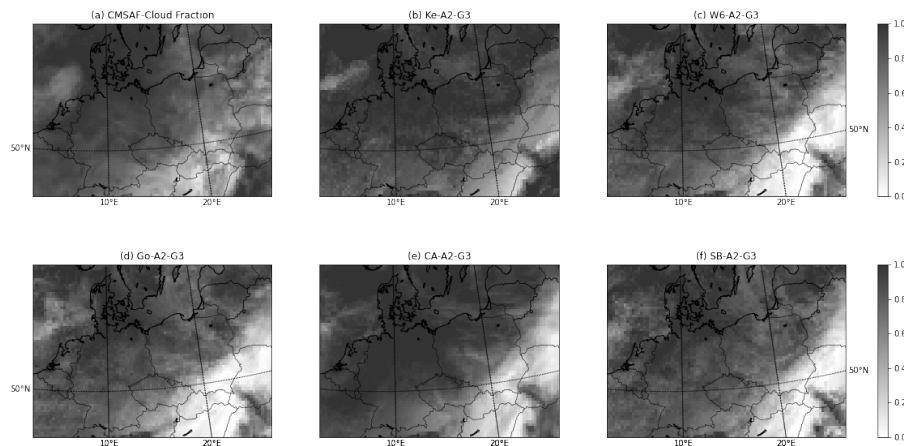 (a) CMSAF-Cloud Fraction
(b) Ke-A2-G3
(c) W6-A2-G3
1.0
0.8
0.6
0.4
0.2
0.0
50°N
50°N
10°E
20°E
10°E
20°E
10°E
20°E
(d) Go-A2-G3
(e) CA-A2-G3
(f) SB-A2-G3
1.0
0.8
0.6
0.4
0.2
0.0
50°N
50°N
10°E
20°E
10°E
20°E
10°E
20°E